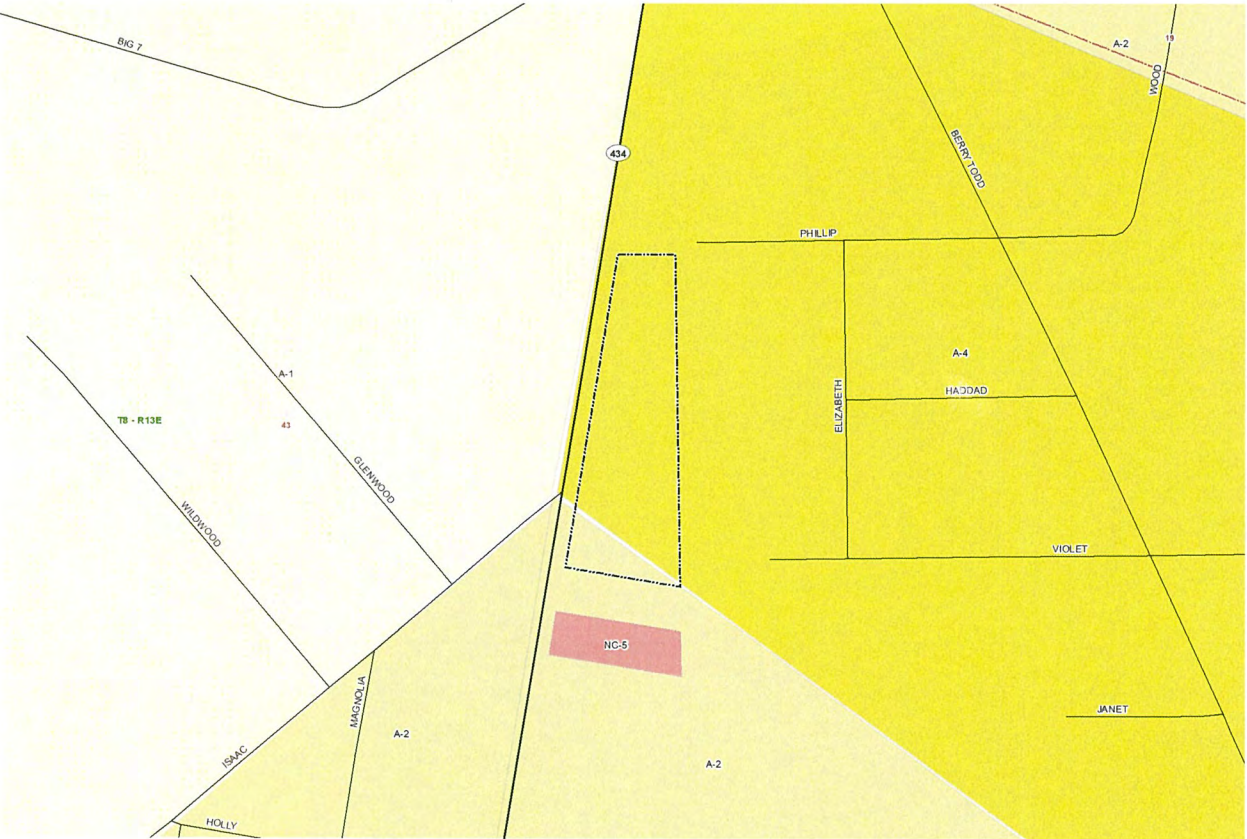 BIG 7
A-2
19
WOOD
434
BERRY TODD
PHILLIP
A-4
A-1
HADDAD
ELIZABETH
T8 - R13E
43
GLENWOOD
WILDWOOD
VIOLET
NC-5
MAGNOLIA
JANET
A-2
ISAAC
A-2
HOLLY